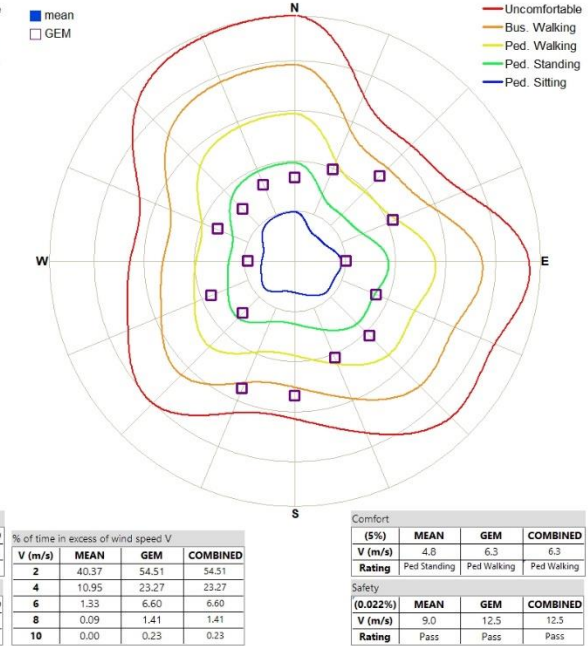 mean
GEM
N
Uncomfortable
Bus. Walking
Ped. Walking
Ped. Standing
Ped. Sitting
W
E
S
% of time in excess of wind speed V
V (m/s) MEAN GEM COMBINED
2 40.37 54.51 54.51
4 10.95 23.27 23.27
6 1.33 6.60 6.60
8 0.09 1.41 1.41
10 0.00 0.23 0.23
Comfort
(5%) MEAN GEM COMBINED
V (m/s) 4.8 6.3 6.3
Rating Ped Standing Ped Walking Ped Walking
Safety
(0.022%) MEAN GEM COMBINED
V (m/s) 9.0 12.5 12.5
Rating Pass Pass Pass